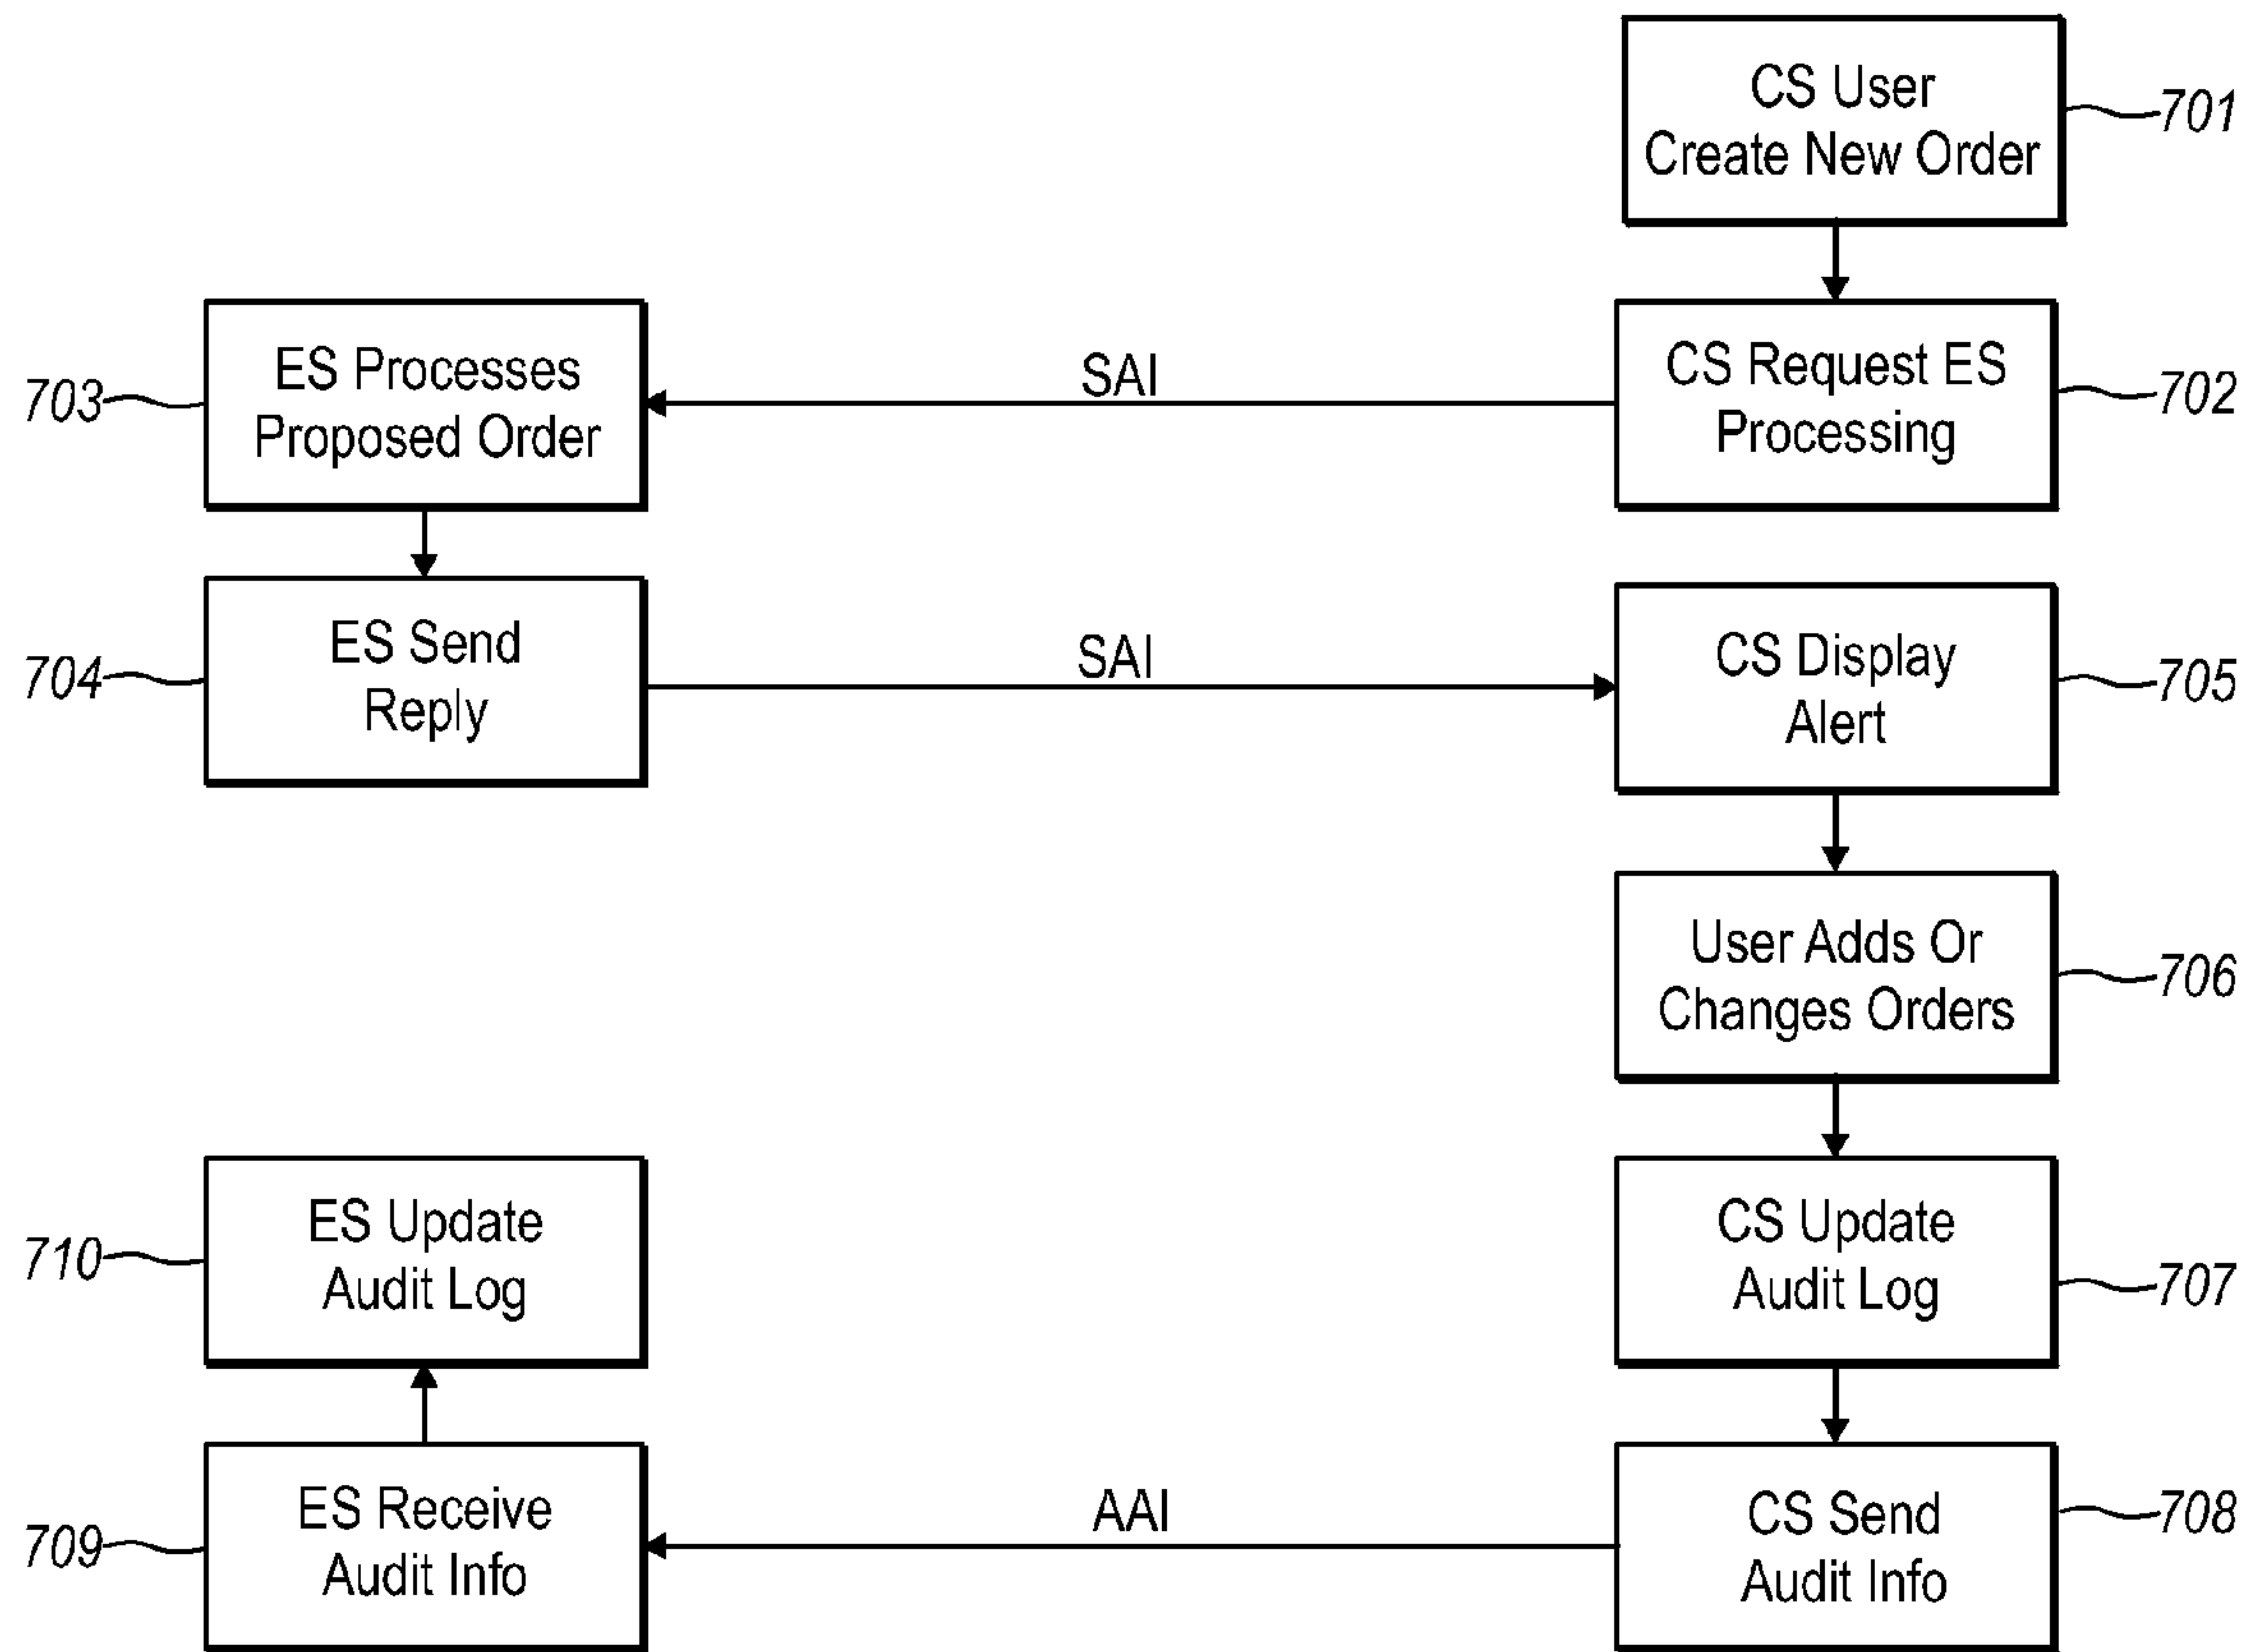 CS User
Create New Order
701
ES Processes
Proposed Order
703
SAI
CS Request ES
Processing
702
ES Send
Reply
704
SAI
CS Display
Alert
705
User Adds Or
Changes Orders
706
ES Update
Audit Log
710
CS Update
Audit Log
707
ES Receive
Audit Info
709
AAI
CS Send
Audit Info
708